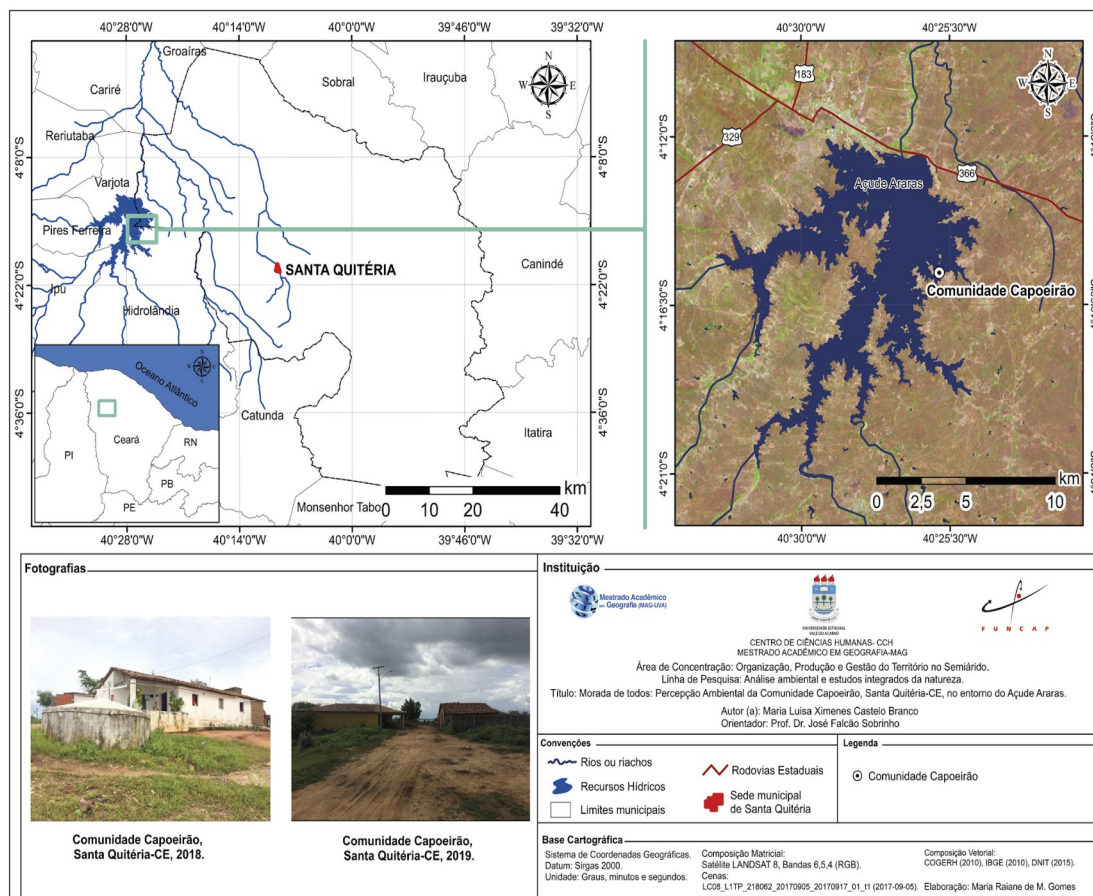 40°28'0"W 40°14'0"W 40°0'0"W 39°46'0"W 39°32'0"W
4°8'0"S
4°22'0"S
4°36'0"S
Groaíras
Sobral
Irauçuba
Cariré
Reriutaba
Varjota
Pires Ferreira
SANTA QUITÉRIA
Canindé
Ipu
Hidrolândia
Catunda
Itatira
Monsenhor Tabo
N
W E
S
Oceano Atlântico
Ceará
PI
RN
PB
PE
km
0 10 20 40
4°8'0"S
4°22'0"S
4°36'0"S
40°28'0"W 40°14'0"W 40°0'0"W 39°46'0"W 39°32'0"W
40°30'0"W 40°25'30"W
4°12'0"S
4°16'30"S
4°21'0"S
183
329
366
N
W E
S
Açude Araras
Comunidade Capoeirão
km
0 2,5 5 10
40°30'0"W 40°25'30"W
Fotografias
Comunidade Capoeirão,
Santa Quitéria-CE, 2018.
Comunidade Capoeirão,
Santa Quitéria-CE, 2019.
Instituição
Mestrado Acadêmico
em Geografia (MAG-UVA)
UNIVERSIDADE ESTADUAL
VALE DO ACARAÚ
FUNCAP
CENTRO DE CIÊNCIAS HUMANAS- CCH
MESTRADO ACADÊMICO EM GEOGRAFIA-MAG
Área de Concentração: Organização, Produção e Gestão do Território no Semiárido.
Linha de Pesquisa: Análise ambiental e estudos integrados da natureza.
Título: Morada de todos: Percepção Ambiental da Comunidade Capoeirão, Santa Quitéria-CE, no entorno do Açude Araras.
Autor (a): Maria Luisa Ximenes Castelo Branco
Orientador: Prof. Dr. José Falcão Sobrinho
Convenções
Rios ou riachos
Recursos Hídricos
Limites municipais
Rodovias Estaduais
Sede municipal
de Santa Quitéria
Legenda
Comunidade Capoeirão
Base Cartográfica
Sistema de Coordenadas Geográficas.
Datum: Sirgas 2000.
Unidade: Graus, minutos e segundos.
Composição Matricial:
Satélite LANDSAT 8, Bandas 6,5,4 (RGB).
Cenas:
LC08_L1TP_218062_20170905_20170917_01_t1 (2017-09-05).
Composição Vetorial:
COGERH (2010), IBGE (2010), DNIT (2015).
Elaboração: Maria Raiane de M. Gomes